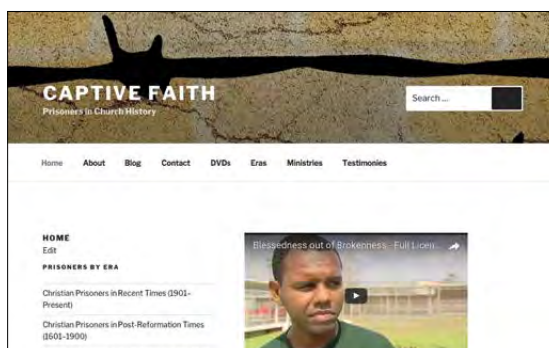 CAPTIVE FAITH
Prisoners in Church History
Search ...
Home About Blog Contact DVDs Eras Ministries Testimonies
HOME
Edit
PRISONERS BY ERA
Christian Prisoners in Recent Times (1901–
Present)
Christian Prisoners in Post-Reformation Times
(1601–1900)
Blessedness out of Brokenness - Full Licen...